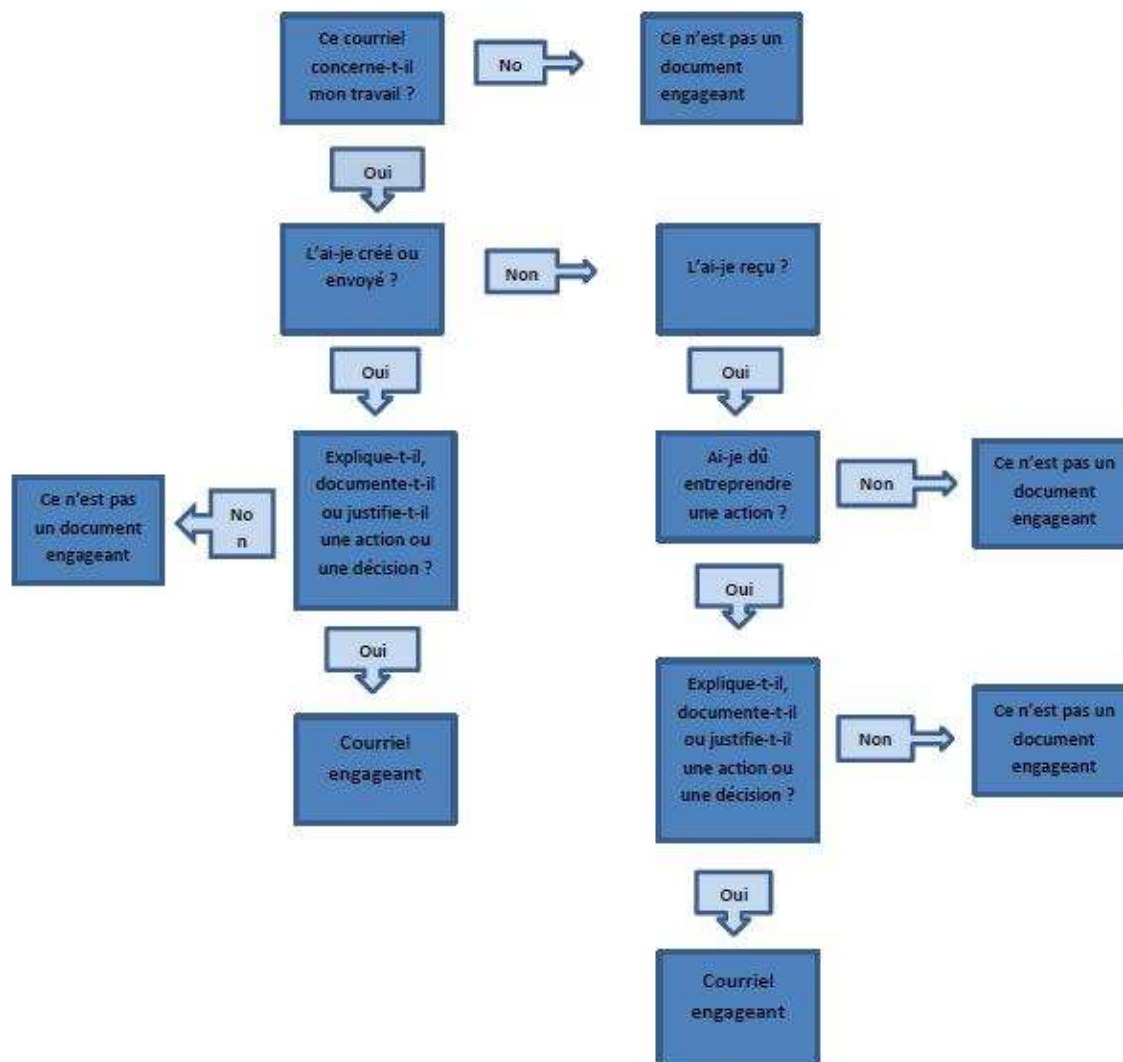 Ce courriel
concerne-t-il
mon travail ?
No
Ce n'est pas un
document
engageant
Oui
L'ai-je créé ou
envoyé ?
Non
L'ai-je reçu ?
Oui
Oui
Explique-t-il,
documente-t-il
ou justifie-t-il
une action ou
une décision ?
No
n
Ce n'est pas
un document
engageant
Ai-je dû
entreprendre
une action ?
Non
Ce n'est pas un
document
engageant
Oui
Oui
Courriel
engageant
Explique-t-il,
documente-t-il
ou justifie-t-il
une action ou
une décision ?
Non
Ce n'est pas un
document
engageant
Oui
Courriel
engageant